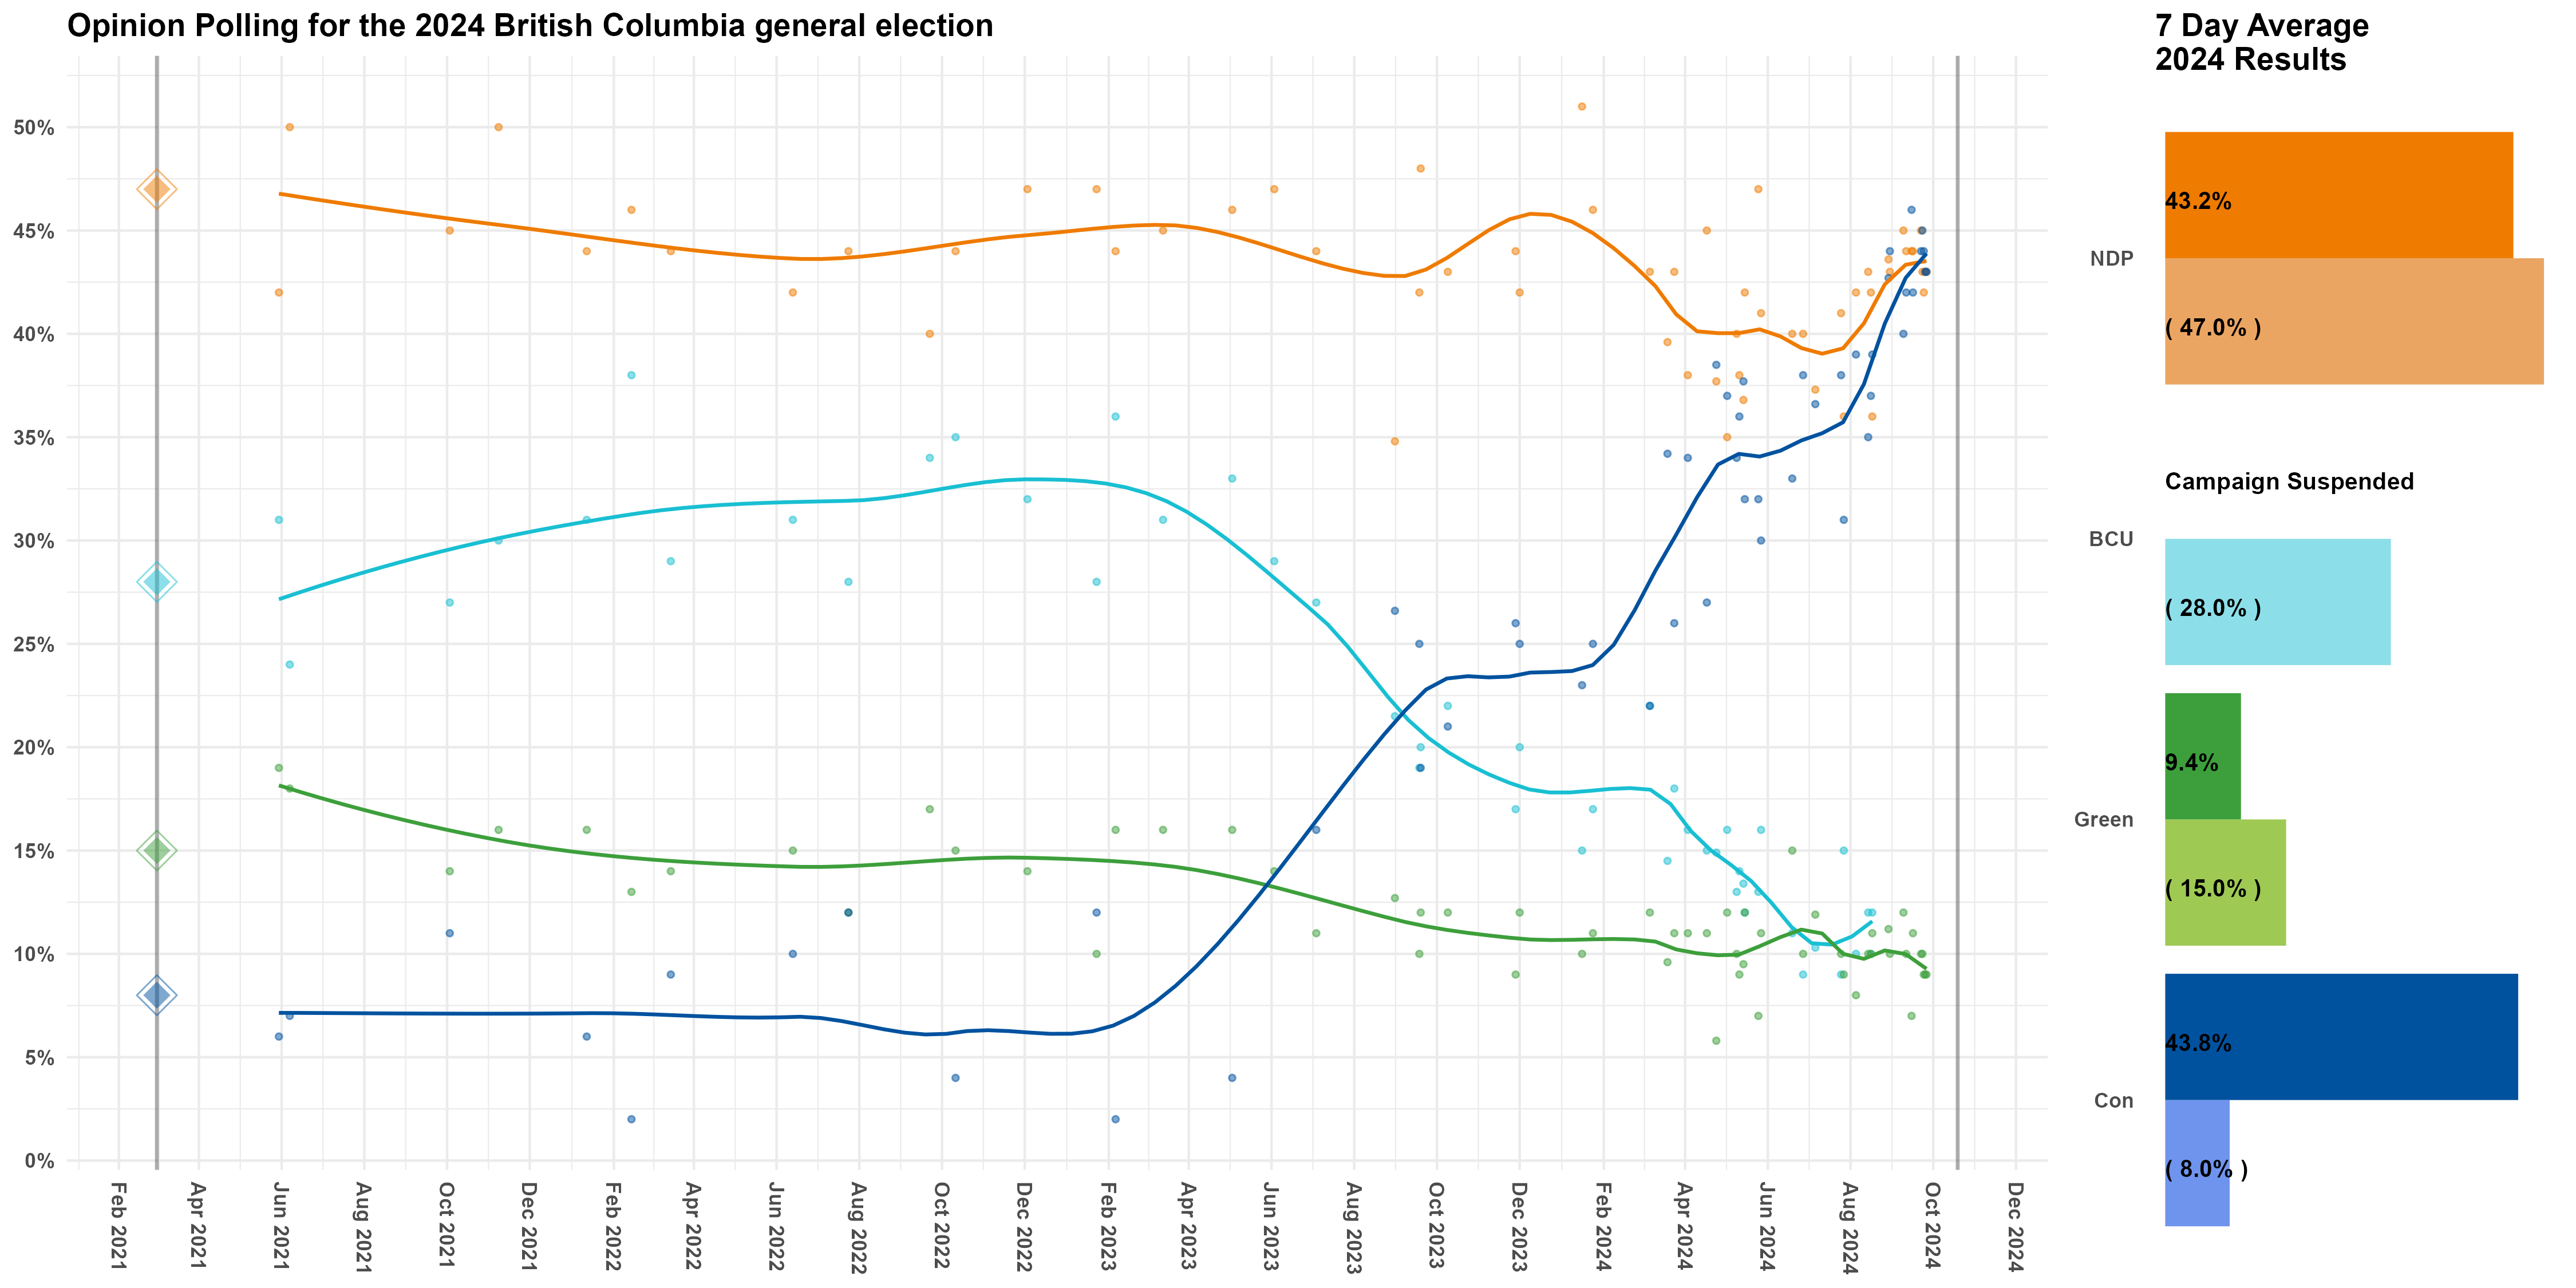 Opinion Polling for the 2024 British Columbia general election
7 Day Average
2024 Results
50%
45%
40%
35%
30%
25%
20%
15%
10%
5%
0%
Feb 2021
Apr 2021
Jun 2021
Aug 2021
Oct 2021
Dec 2021
Feb 2022
Apr 2022
Jun 2022
Aug 2022
Oct 2022
Dec 2022
Feb 2023
Apr 2023
Jun 2023
Aug 2023
Oct 2023
Dec 2023
Feb 2024
Apr 2024
Jun 2024
Aug 2024
Oct 2024
Dec 2024
NDP
43.2%
( 47.0% )
BCU
Campaign Suspended
( 28.0% )
Green
9.4%
( 15.0% )
Con
43.8%
( 8.0% )